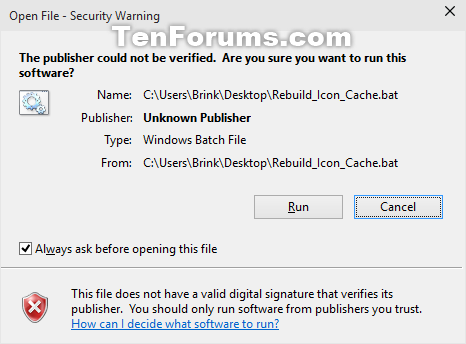 Open File - Security Warning
TenForums.com
The publisher could not be verified. Are you sure you want to run this
software?
Name: C:\Users\Brink\Desktop\Rebuild_Icon_Cache.bat
Publisher: Unknown Publisher
Type: Windows Batch File
From: C:\Users\Brink\Desktop\Rebuild_Icon_Cache.bat
Run Cancel
Always ask before opening this file
This file does not have a valid digital signature that verifies its
publisher. You should only run software from publishers you trust.
How can I decide what software to run?